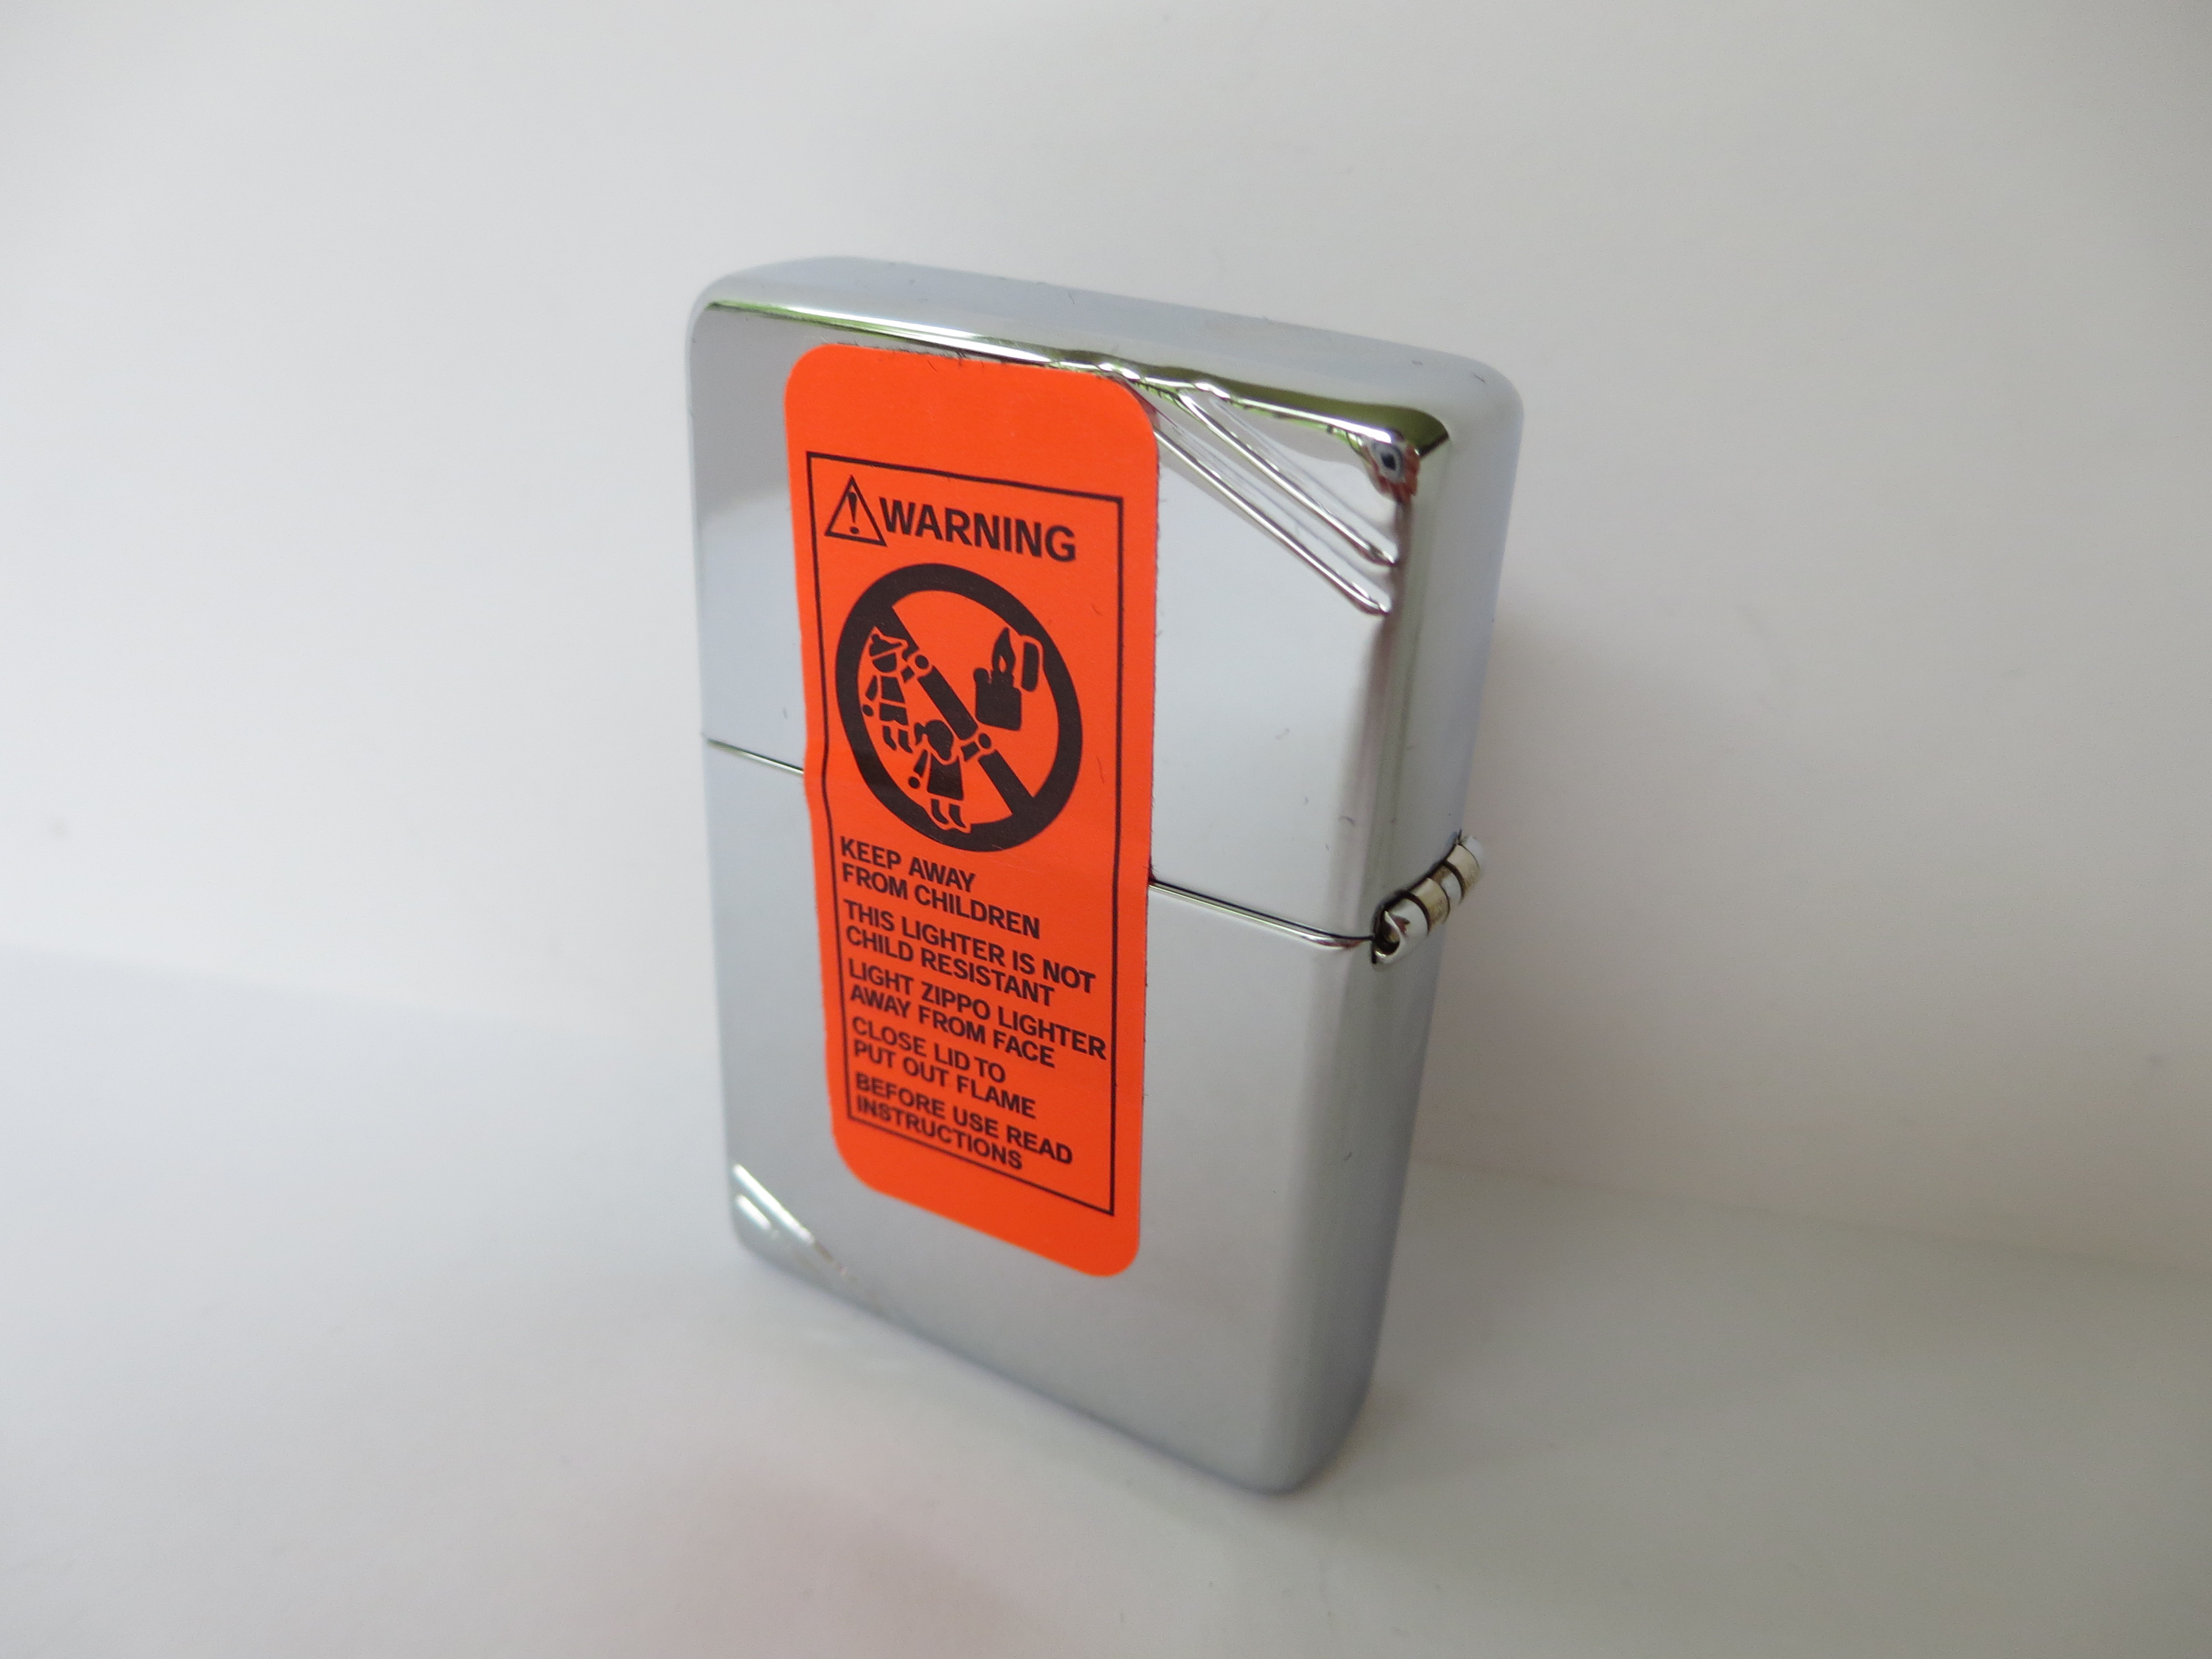 WARNING
KEEP AWAY
FROM CHILDREN
THIS LIGHTER IS NOT
CHILD RESISTANT
LIGHT ZIPPO LIGHTER
AWAY FROM FACE
CLOSE LID TO
PUT OUT FLAME
BEFORE USE READ
INSTRUCTIONS